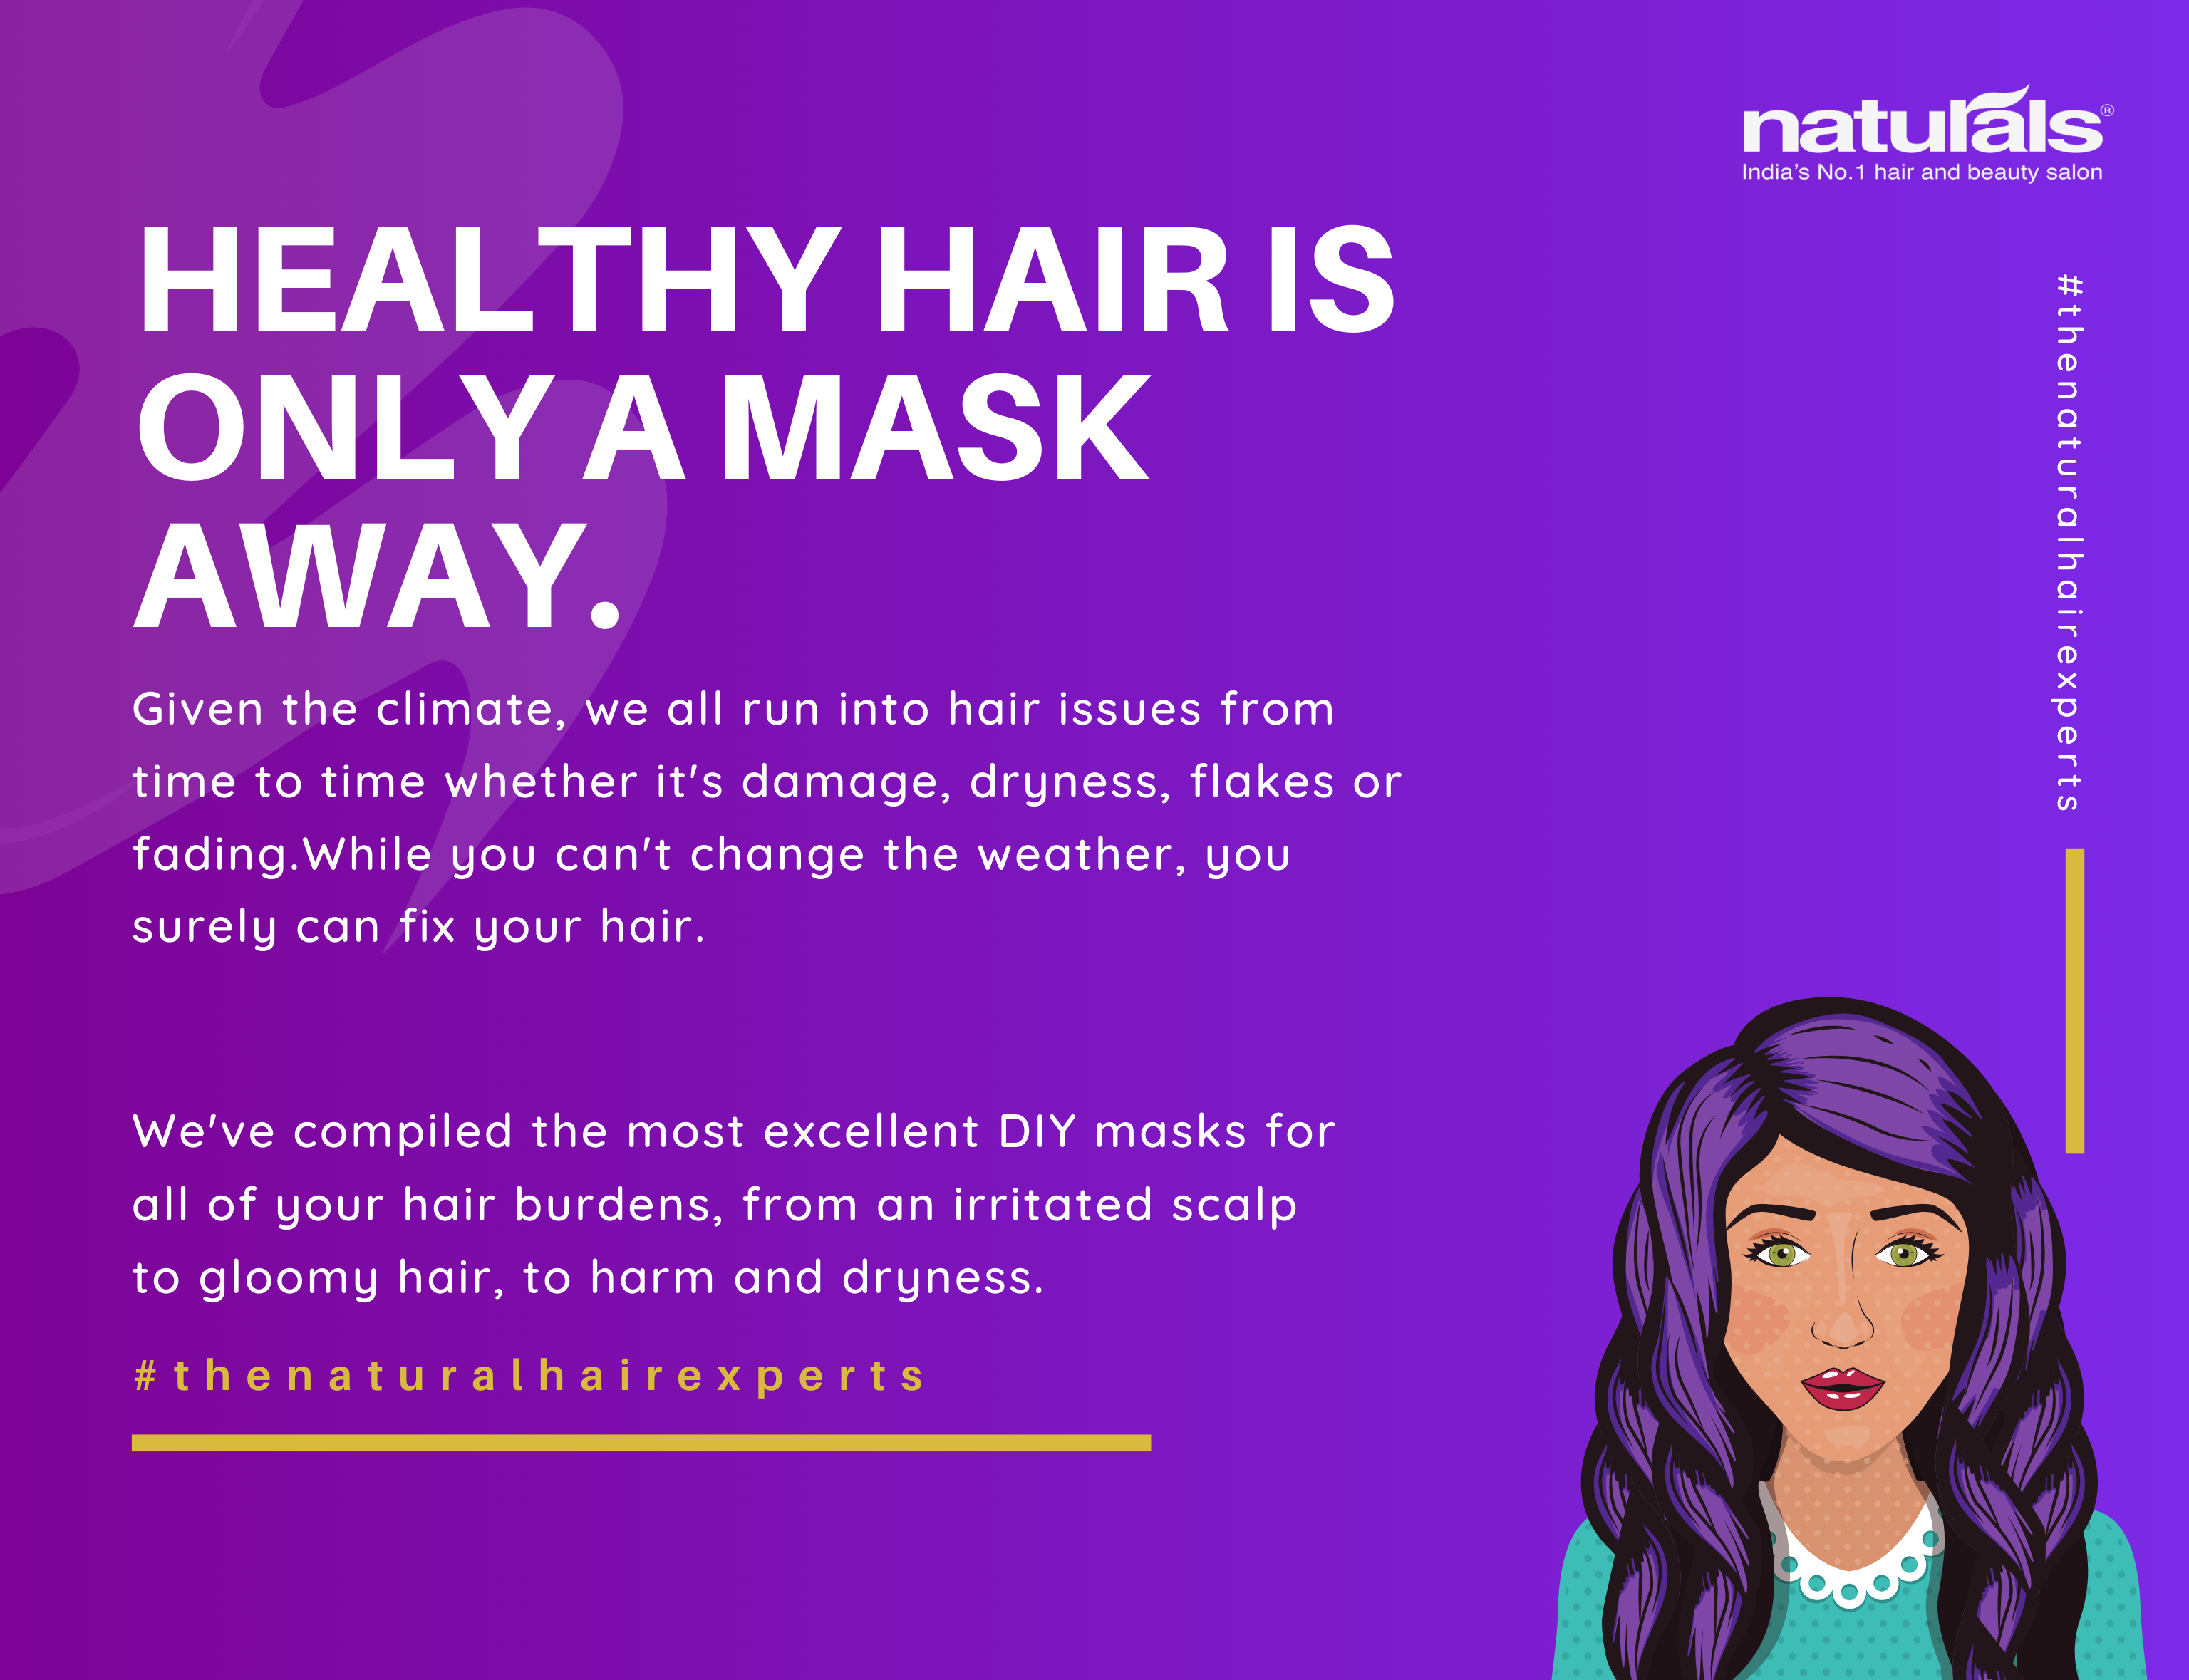 naturals®
India's No.1 hair and beauty salon
HEALTHY HAIR IS
ONLY A MASK
AWAY.
Given the climate, we all run into hair issues from
time to time whether it's damage, dryness, flakes or
fading.While you can't change the weather, you
surely can fix your hair.
We've compiled the most excellent DIY masks for
all of your hair burdens, from an irritated scalp
to gloomy hair, to harm and dryness.
#thenaturalhairexperts
#thenaturalhairexperts